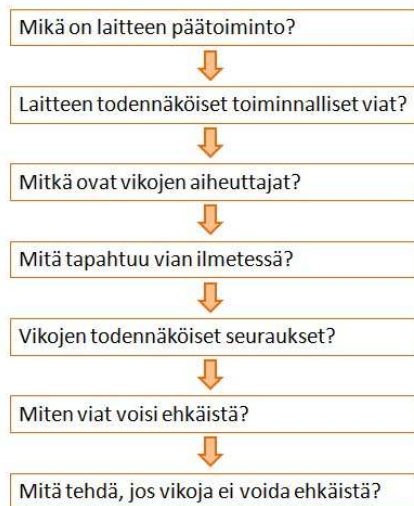 Mikä on laitteen päätoiminto?
Laitteen todennäköiset toiminnalliset viat?
Mitkä ovat vikojen aiheuttajat?
Mitä tapahtuu vian ilmetessä?
Vikojen todennäköiset seuraukset?
Miten viat voisi ehkäistä?
Mitä tehdä, jos vikoja ei voida ehkäistä?